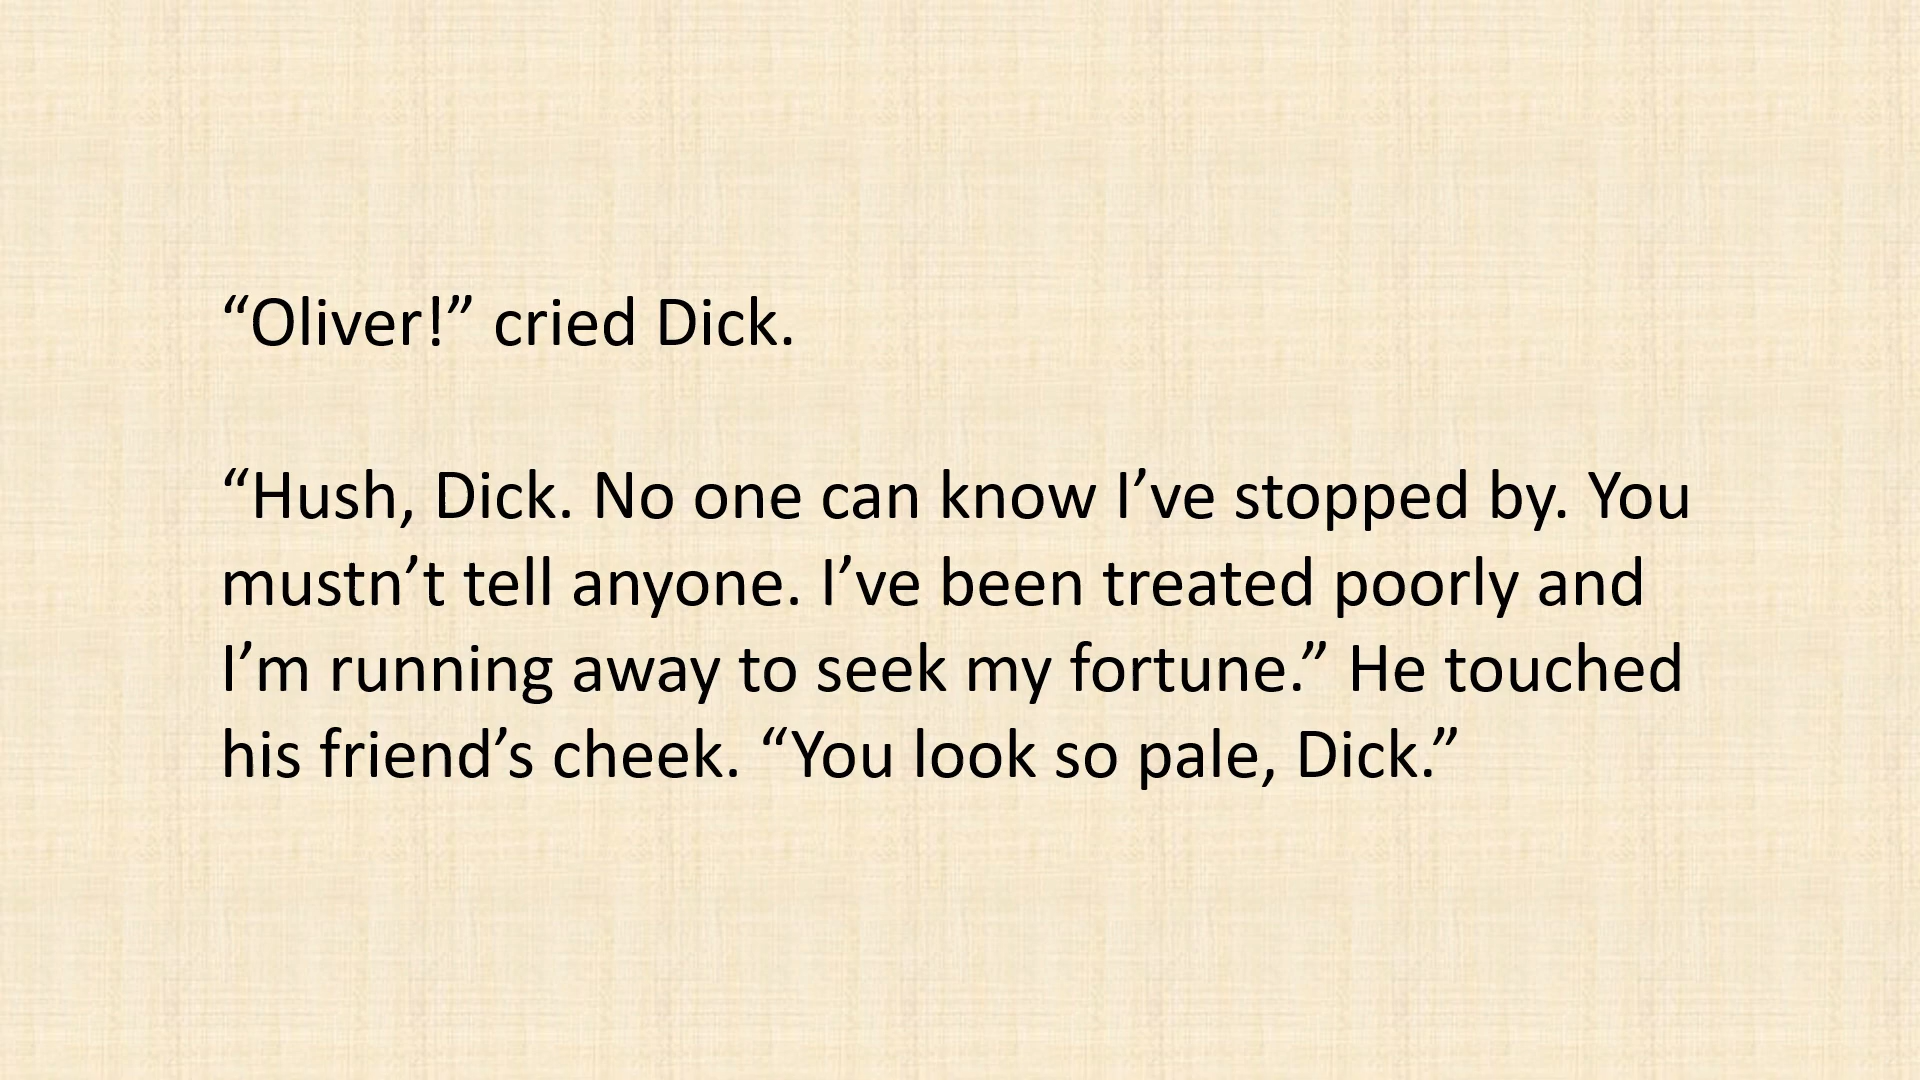 “Oliver!” cried Dick.
“Hush, Dick. No one can know I’ve stopped by. You
mustn’t tell anyone. I’ve been treated poorly and
I’m running away to seek my fortune.” He touched
his friend’s cheek. “You look so pale, Dick.”